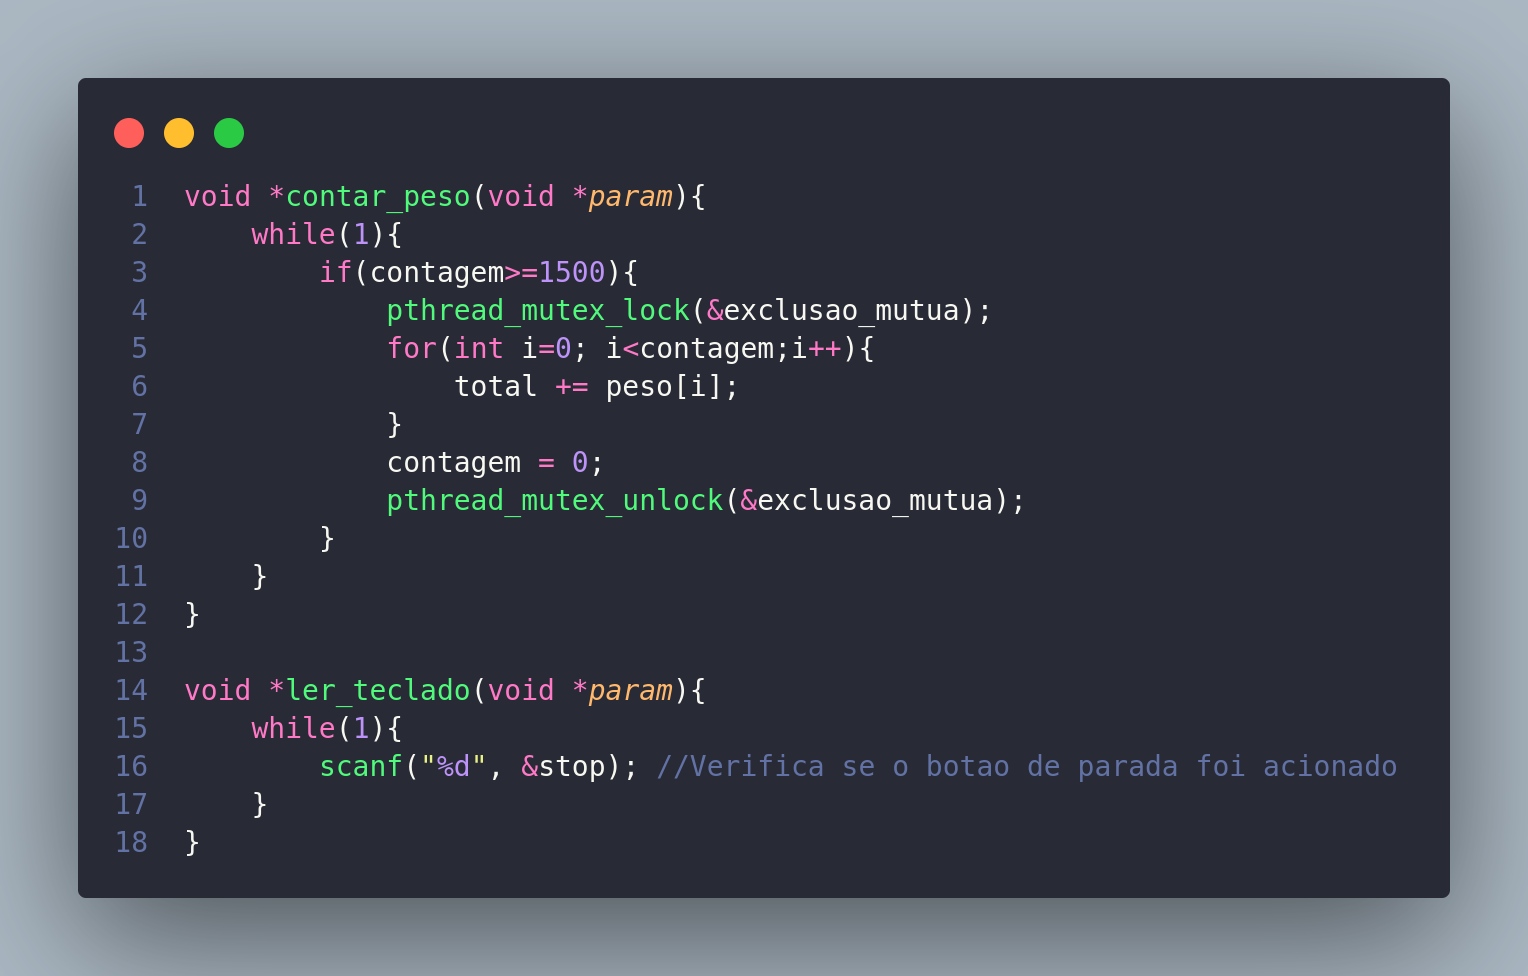 1 void *contar_peso(void *param){
2     while(1){
3         if(contagem>=1500){
4             pthread_mutex_lock(&exclusao_mutua);
5             for(int i=0; i<contagem;i++){
6                 total += peso[i];
7             }
8             contagem = 0;
9             pthread_mutex_unlock(&exclusao_mutua);
10         }
11     }
12 }
13
14 void *ler_teclado(void *param){
15     while(1){
16         scanf("%d", &stop); //Verifica se o botao de parada foi acionado
17     }
18 }